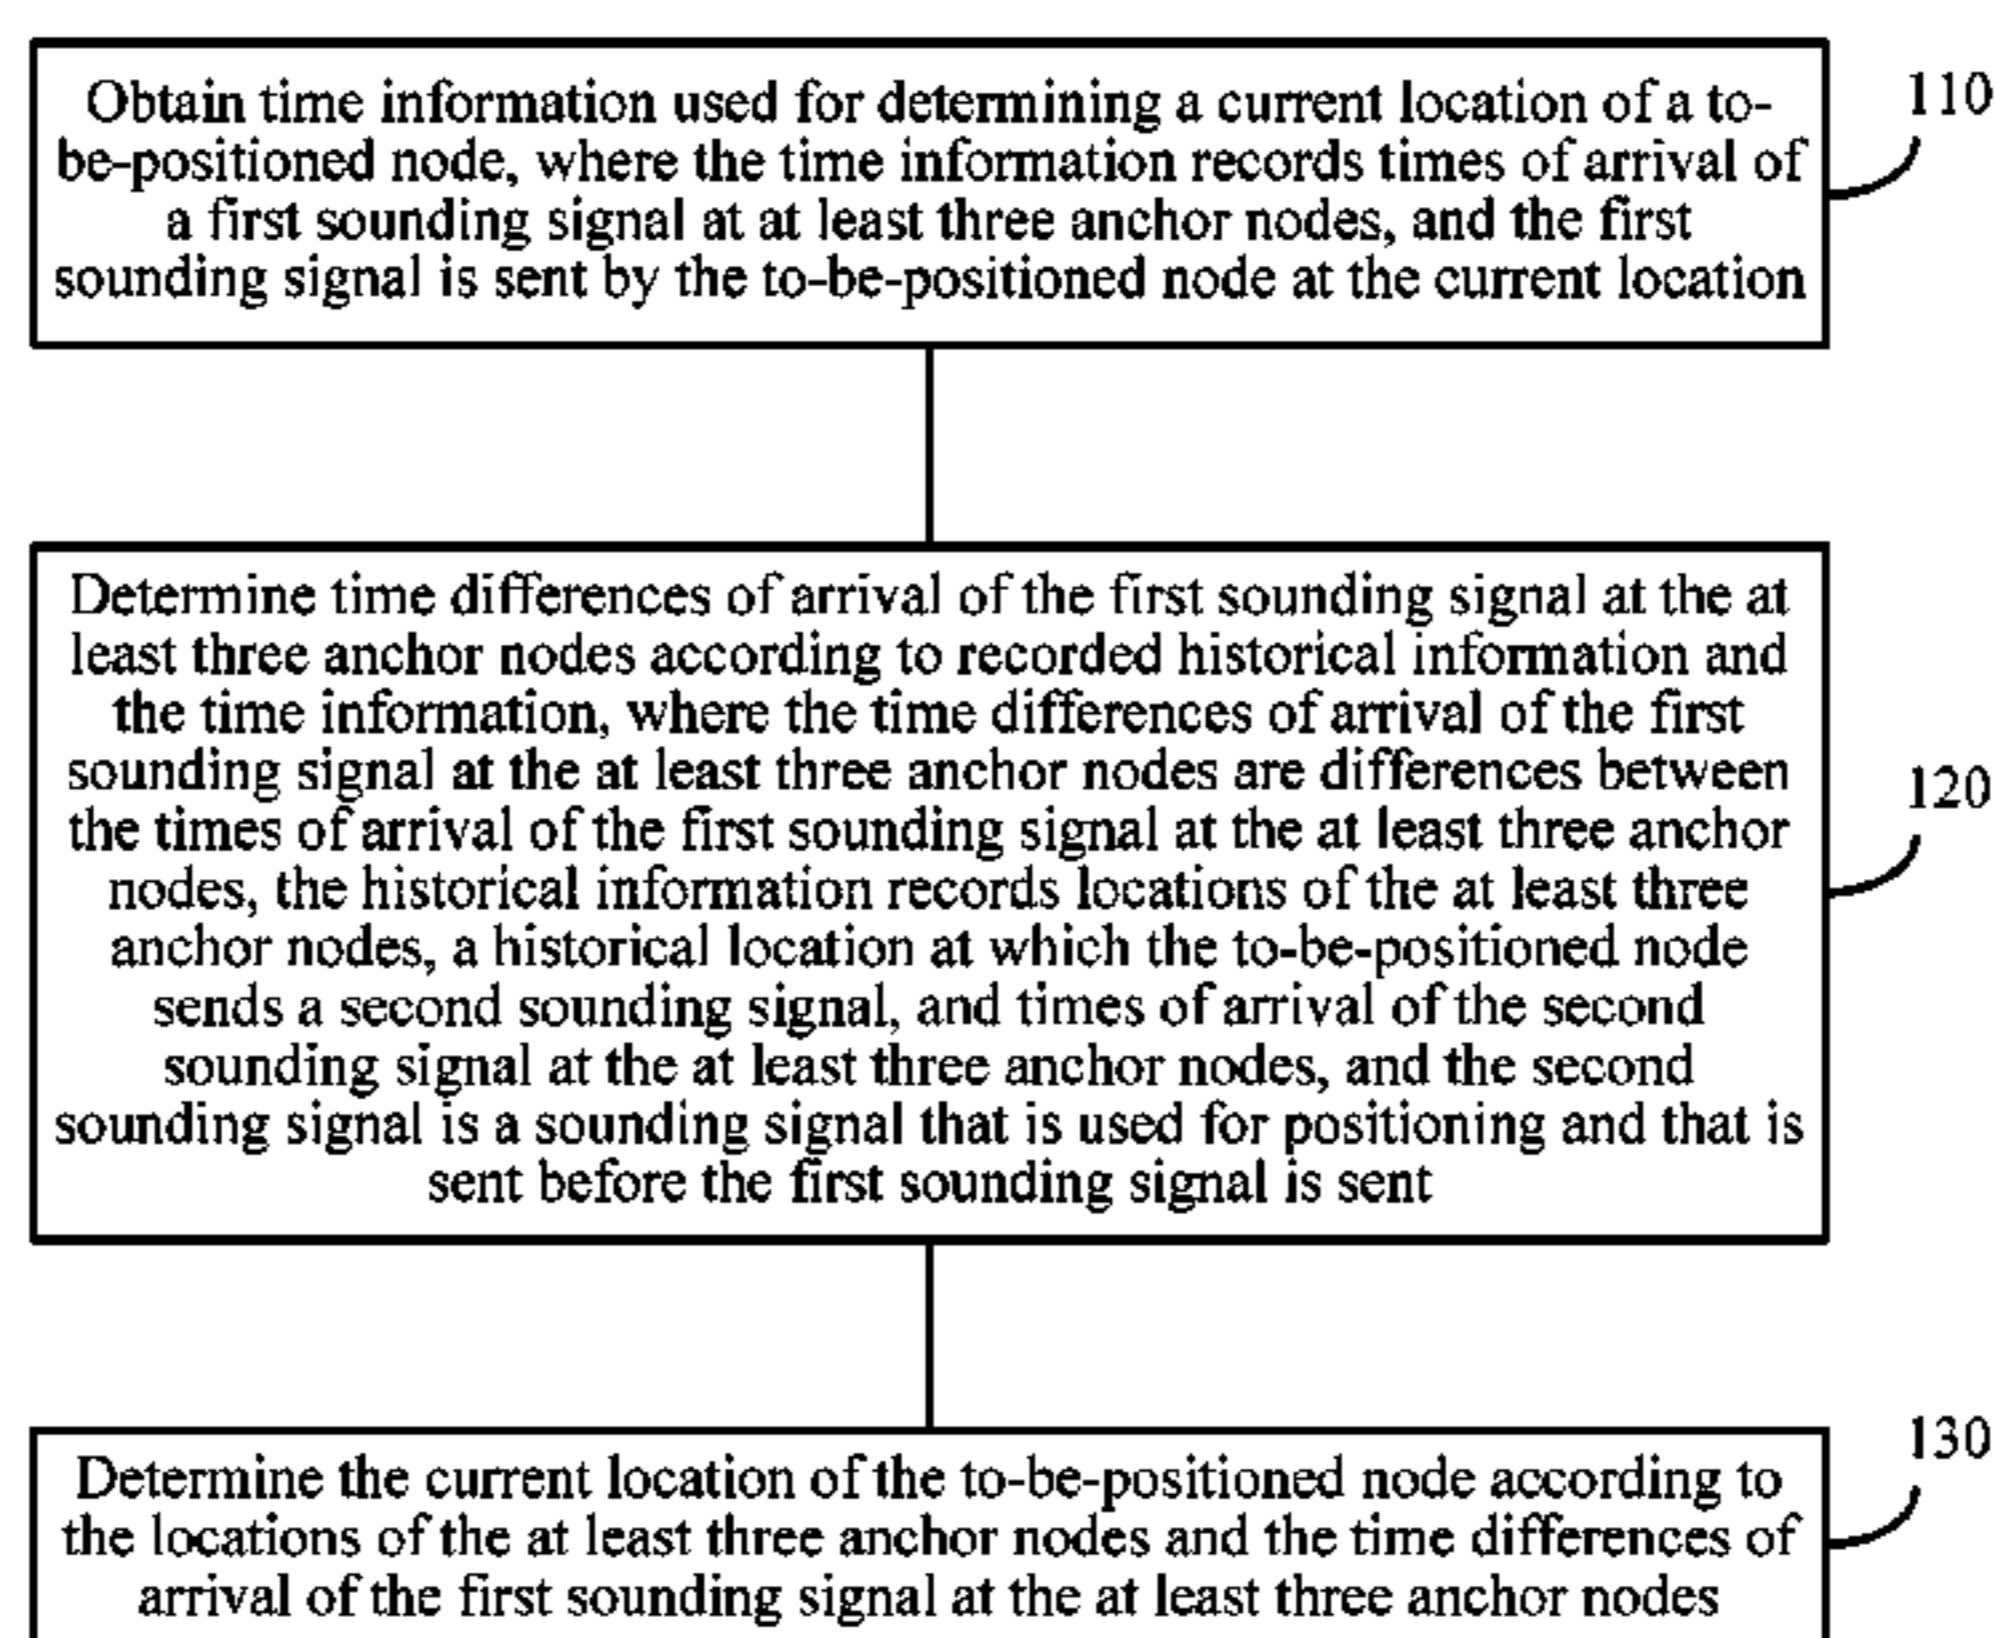 Obtain time information used for determining a current location of a to-
be-positioned node, where the time information records times of arrival of
a first sounding signal at at least three anchor nodes, and the first
sounding signal is sent by the to-be-positioned node at the current location
110
Determine time differences of arrival of the first sounding signal at the at
least three anchor nodes according to recorded historical information and
the time information, where the time differences of arrival of the first
sounding signal at the at least three anchor nodes are differences between
the times of arrival of the first sounding signal at the at least three anchor
nodes, the historical information records locations of the at least three
anchor nodes, a historical location at which the to-be-positioned node
sends a second sounding signal, and times of arrival of the second
sounding signal at the at least three anchor nodes, and the second
sounding signal is a sounding signal that is used for positioning and that is
sent before the first sounding signal is sent
120
Determine the current location of the to-be-positioned node according to
the locations of the at least three anchor nodes and the time differences of
arrival of the first sounding signal at the at least three anchor nodes
130